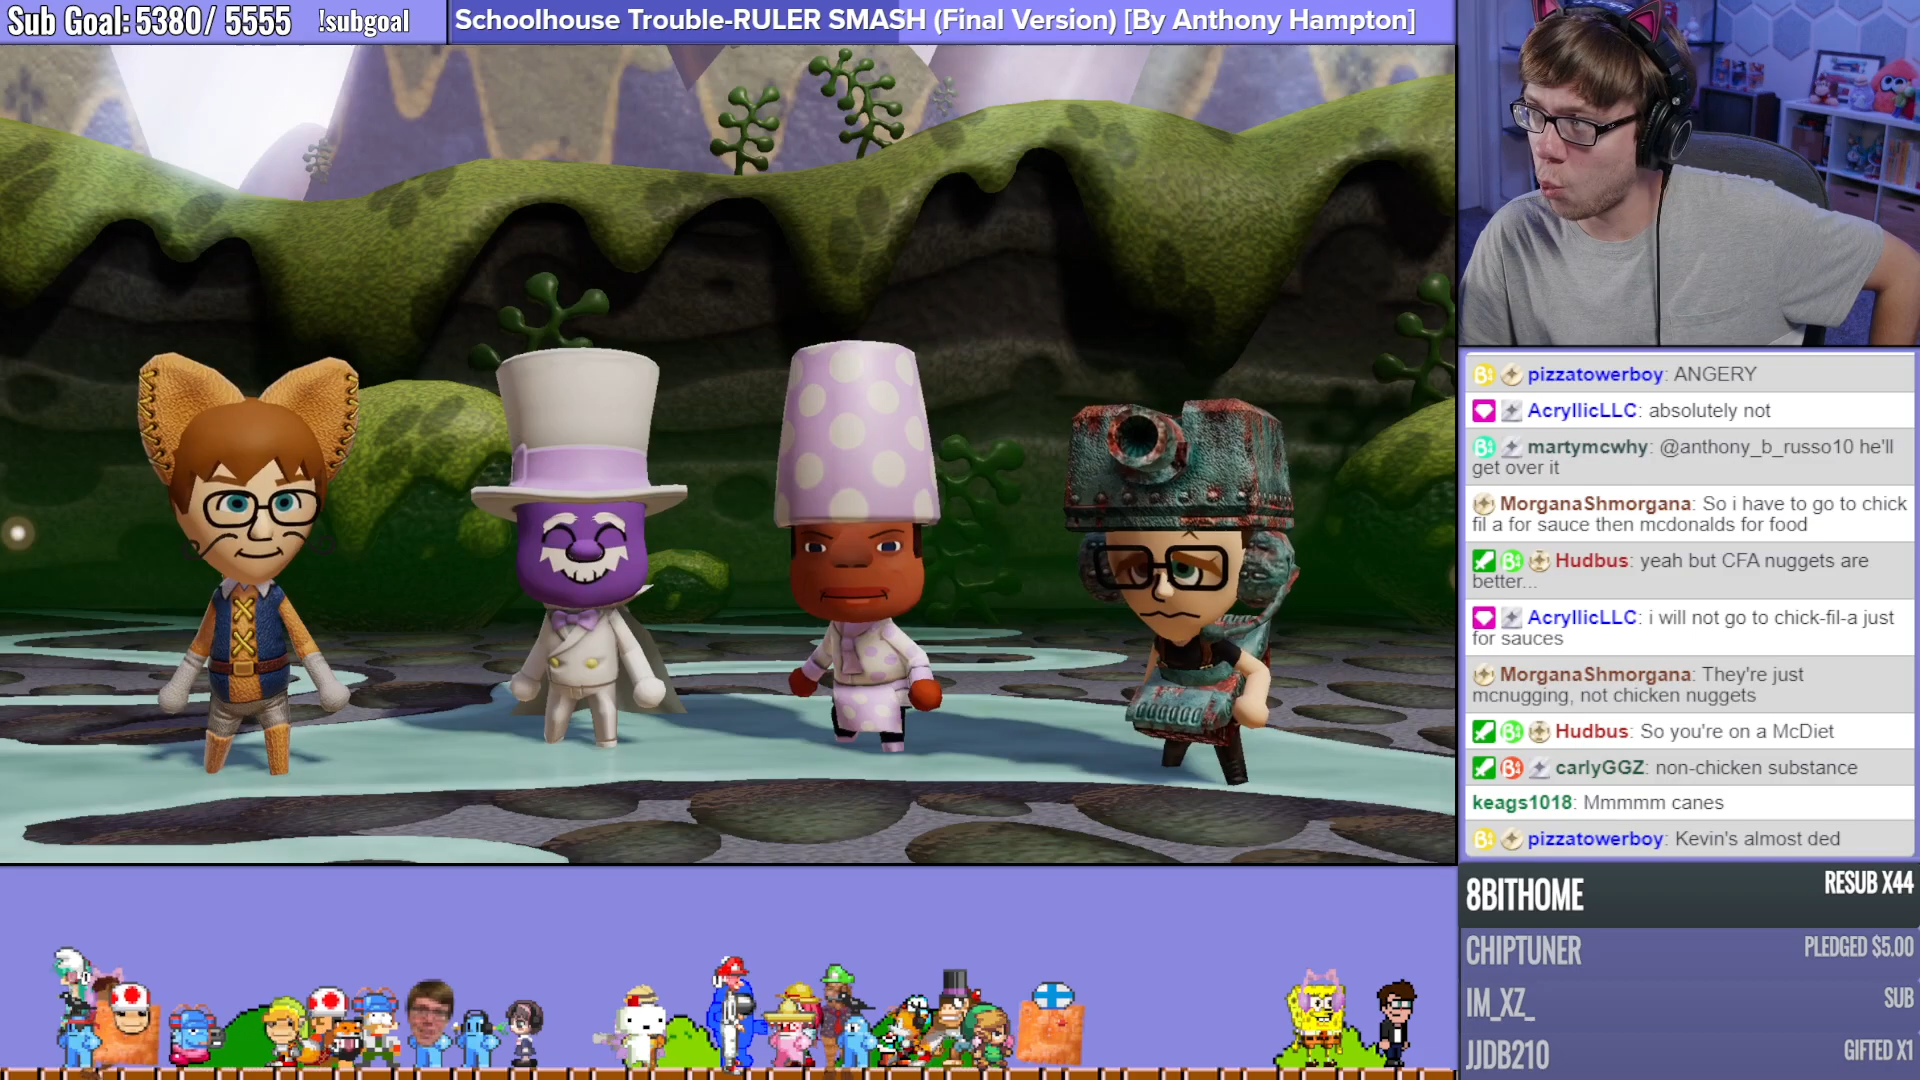 Sub Goal: 5380/ 5555 !subgoal
Schoolhouse Trouble-RULER SMASH (Final Version) [By Anthony Hampton]
pizzatowerboy: ANGERY
AcryllicLLC: absolutely not
martymcwhy: @anthony_b_russo10 he'll
get over it
MorganaShmorgana: So i have to go to chick
fil a for sauce then mcdonalds for food
Hudbus: yeah but CFA nuggets are
better...
AcryllicLLC: i will not go to chick-fil-a just
for sauces
MorganaShmorgana: They're just
mcnugging, not chicken nuggets
Hudbus: So you're on a McDiet
carlyGGZ: non-chicken substance
keags1018: Mmmmm canes
pizzatowerboy: Kevin's almost ded
8BITHOME RESUB X44
CHIPTUNER PLEDGED $5.00
IM_XZ_ SUB
JJDB210 GIFTED X1